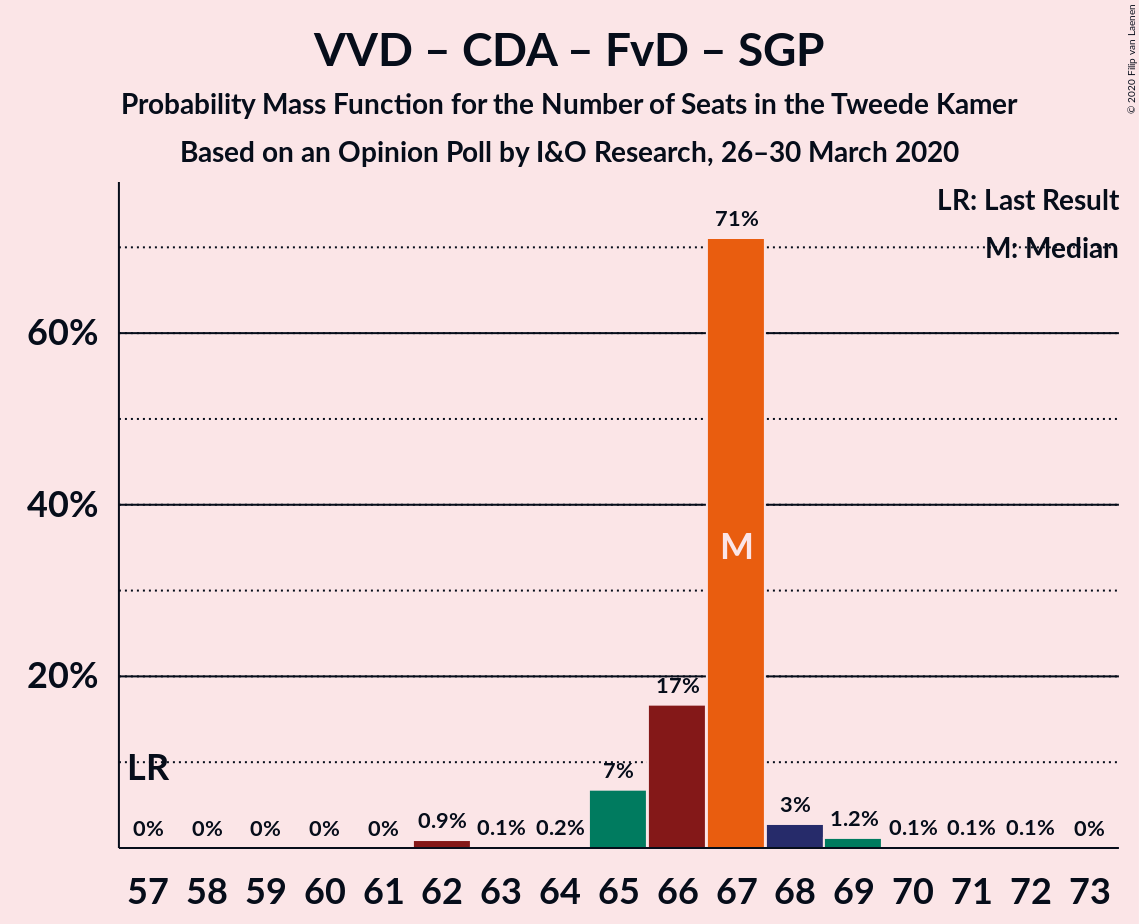 VVD – CDA – FvD – SGP
Probability Mass Function for the Number of Seats in the Tweede Kamer
Based on an Opinion Poll by I&O Research, 26–30 March 2020
© 2020 Filip van Laenen
LR: Last Result
M: Median
71%
60%
40%
M
20%
17%
LR
7%
0% 0% 0% 0% 0% 0.9% 0.1% 0.2% 3% 1.2% 0.1% 0.1% 0.1% 0%
57 58 59 60 61 62 63 64 65 66 67 68 69 70 71 72 73